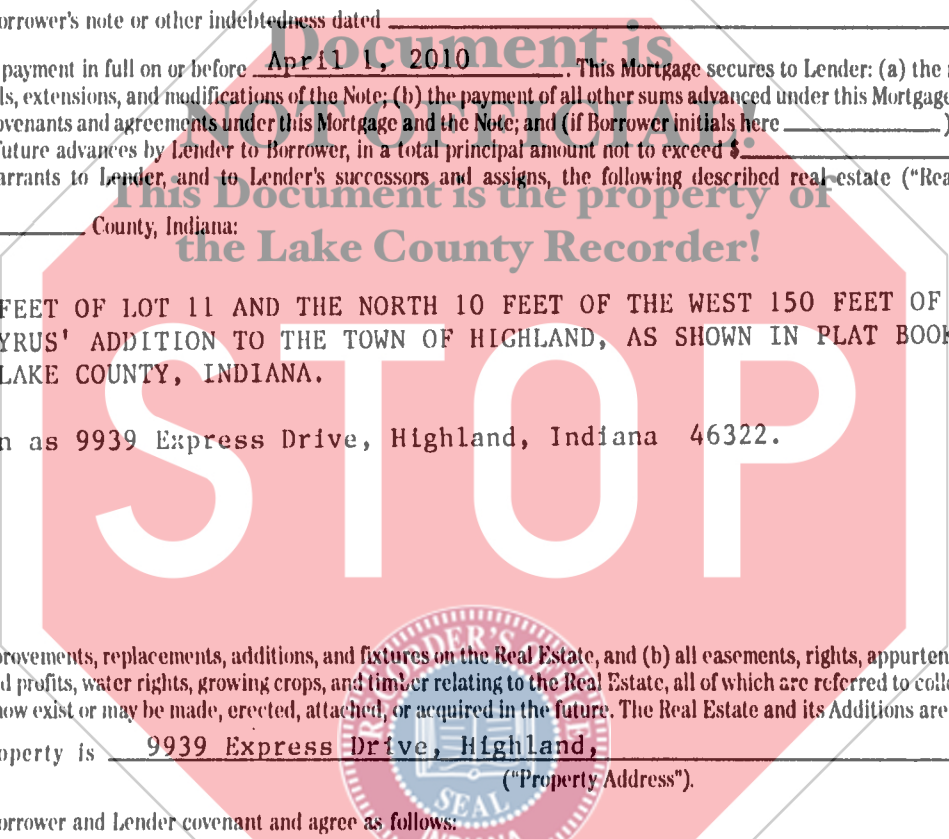 orrower's note or other indebtedness dated
Document is
payment in full on or before April 1, 2010. This Mortgage secures to Lender: (a) the
ls, extensions, and modifications of the Note; (b) the payment of all other sums advanced under this Mortgage
NOT OFFICIAL!
ovenants and agreements under this Mortgage and the Note; and (if Borrower initials here )
future advances by Lender to Borrower, in a total principal amount not to exceed $
arrants to Lender, and to Lender's successors and assigns, the following described real estate ("Rea
This Document is the property of
County, Indiana:
the Lake County Recorder!
FEET OF LOT 11 AND THE NORTH 10 FEET OF THE WEST 150 FEET OF
YRUS' ADDITION TO THE TOWN OF HIGHLAND, AS SHOWN IN PLAT BOOK
LAKE COUNTY, INDIANA.
n as 9939 Express Drive, Highland, Indiana 46322.
STOP
provements, replacements, additions, and fixtures on the Real Estate, and (b) all easements, rights, appurten
d profits, water rights, growing crops, and timber relating to the Real Estate, all of which are referred to colle
now exist or may be made, erected, attached, or acquired in the future. The Real Estate and its Additions are
operty is 9939 Express Drive, Highland,
("Property Address").
SEAL
orrower and Lender covenant and agree as follows:
INDIANA